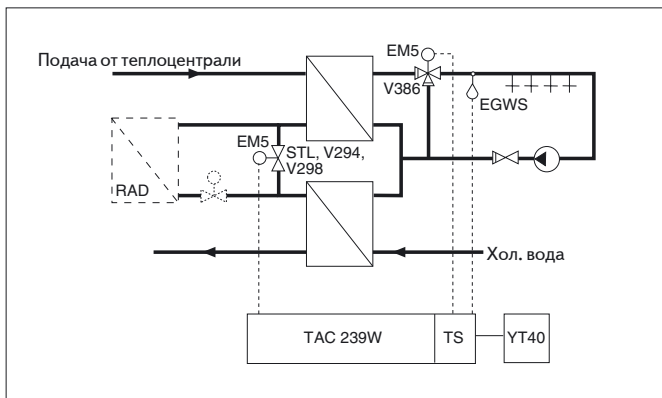 Подача от теплоцентрали
EM5
V386
EGWS
EM5
STL, V294,
V298
RAD
Хол. вода
TAC 239W
TS
YT40